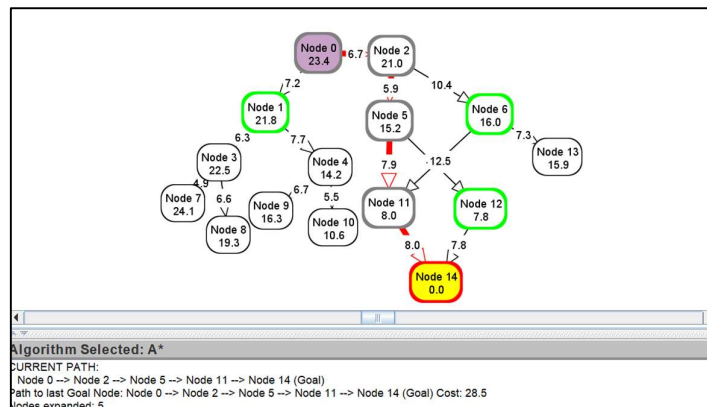 Node 0
23.4
6.7
Node 2
21.0
7.2
5.9
10.4
Node 1
21.8
Node 5
15.2
Node 6
16.0
6.3
7.7
7.3
Node 3
22.5
Node 4
14.2
7.9
12.5
Node 13
15.9
4.9
6.6
6.7
5.5
Node 7
24.1
Node 8
19.3
Node 9
16.3
Node 10
10.6
Node 11
8.0
Node 12
7.8
8.0
7.8
Node 14
0.0
Algorithm Selected: A*
CURRENT PATH:
Node 0 --> Node 2 --> Node 5 --> Node 11 --> Node 14 (Goal)
Path to last Goal Node: Node 0 --> Node 2 --> Node 5 --> Node 11 --> Node 14 (Goal) Cost: 28.5
Nodes expanded: 5